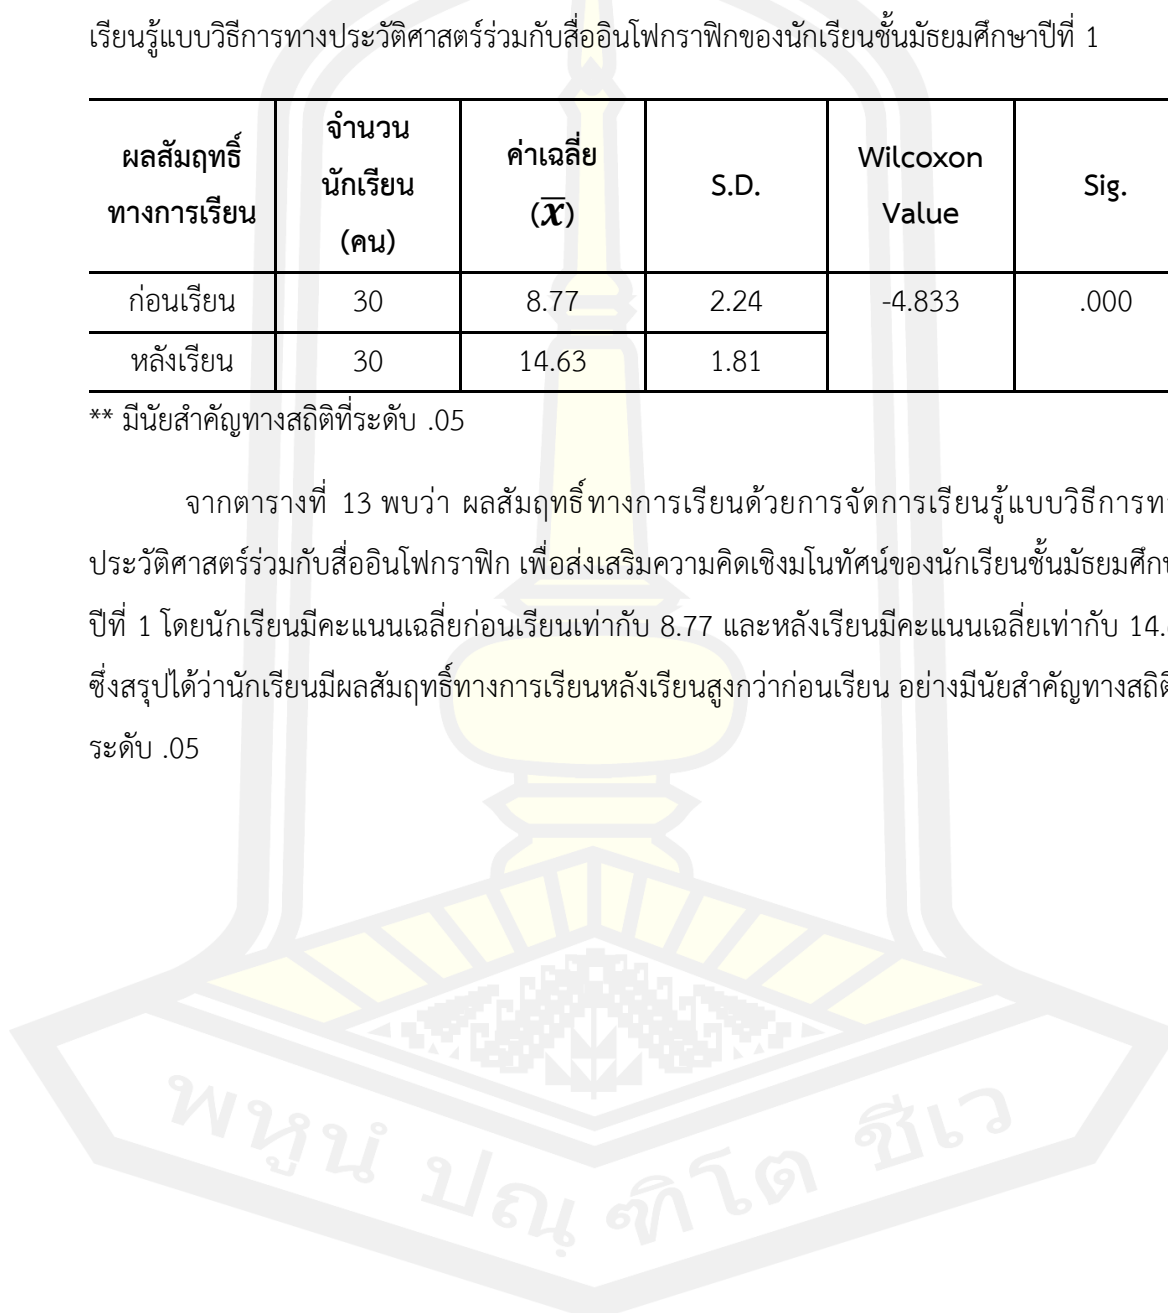 เรียนรู้แบบวิธีการทางประวัติศาสตร์ร่วมกับสื่ออินโฟกราฟิกของนักเรียนชั้นมัธยมศึกษาปีที่ 1
ผลสัมฤทธิ์ทางการเรียน จำนวนนักเรียน (คน) ค่าเฉลี่ย (x̄) S.D. Wilcoxon Value Sig.
ก่อนเรียน 30 8.77 2.24 -4.833 .000
หลังเรียน 30 14.63 1.81
** มีนัยสำคัญทางสถิติที่ระดับ .05
จากตารางที่ 13 พบว่า ผลสัมฤทธิ์ทางการเรียนด้วยการจัดการเรียนรู้แบบวิธีการ
ประวัติศาสตร์ร่วมกับสื่ออินโฟกราฟิก เพื่อส่งเสริมความคิดเชิงมโนทัศน์ของนักเรียนชั้น
ปีที่ 1 โดยนักเรียนมีคะแนนเฉลี่ยก่อนเรียนเท่ากับ 8.77 และหลังเรียนมีคะแนนเฉลี่ยเท่ากับ 14.
ซึ่งสรุปได้ว่านักเรียนมีผลสัมฤทธิ์ทางการเรียนหลังเรียนสูงกว่าก่อนเรียน อย่างมีนัยสำคัญทางสถิติ
ระดับ .05
พหูนํ ปณฺฑิโต ชีเว